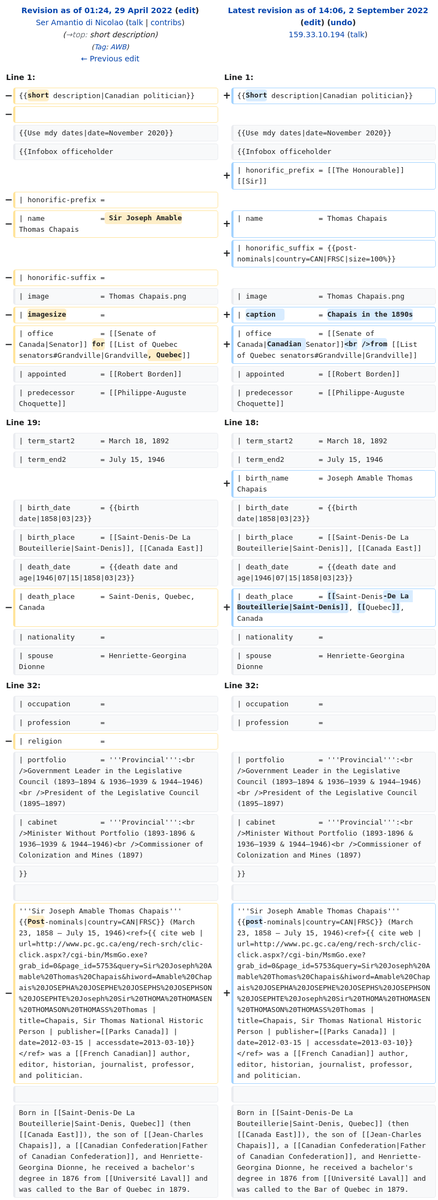 Revision as of 01:24, 29 April 2022 (edit)
Ser Amantio di Nicolao (talk | contribs)
(→top: short description)
(Tag: AWB)
← Previous edit
Latest revision as of 14:06, 2 September 2022
(edit) (undo)
159.33.10.194 (talk)
Line 1:
Line 1:
− {{short description|Canadian politician}}
+ {{Short description|Canadian politician}}
−
{{Use mdy dates|date=November 2020}}
{{Use mdy dates|date=November 2020}}
{{Infobox officeholder
{{Infobox officeholder
+ | honorific_prefix = [[The Honourable]]
[[Sir]]
− | honorific-prefix =
− | name = Sir Joseph Amable
Thomas Chapais
+ | name = Thomas Chapais
+ | honorific_suffix = {{post-
nominals|country=CAN|FRSC|size=100%}}
− | honorific-suffix =
| image = Thomas Chapais.png
| image = Thomas Chapais.png
− | imagesize =
+ | caption = Chapais in the 1890s
− | office = [[Senate of
Canada|Senator]] for [[List of Quebec
senators#Grandville|Grandville, Quebec]]
+ | office = [[Senate of
Canada|Canadian Senator]]<br />from [[List
of Quebec senators#Grandville|Grandville]]
| appointed = [[Robert Borden]]
| appointed = [[Robert Borden]]
| predecessor = [[Philippe-Auguste
Choquette]]
| predecessor = [[Philippe-Auguste
Choquette]]
Line 19:
Line 18:
| term_start2 = March 18, 1892
| term_start2 = March 18, 1892
| term_end2 = July 15, 1946
| term_end2 = July 15, 1946
+ | birth_name = Joseph Amable Thomas
Chapais
| birth_date = {{birth
date|1858|03|23}}
| birth_date = {{birth
date|1858|03|23}}
| birth_place = [[Saint-Denis-De La
Bouteillerie|Saint-Denis]], [[Canada East]]
| birth_place = [[Saint-Denis-De La
Bouteillerie|Saint-Denis]], [[Canada East]]
| death_date = {{death date and
age|1946|07|15|1858|03|23}}
| death_date = {{death date and
age|1946|07|15|1858|03|23}}
− | death_place = Saint-Denis, Quebec,
Canada
+ | death_place = [[Saint-Denis-De La
Bouteillerie|Saint-Denis]], [[Quebec]],
Canada
| nationality =
| nationality =
| spouse = Henriette-Georgina
Dionne
| spouse = Henriette-Georgina
Dionne
Line 32:
Line 32:
| occupation =
| occupation =
| profession =
| profession =
− | religion =
| portfolio = '''Provincial''':<br
/>Government Leader in the Legislative
Council (1893–1894 & 1936–1939 & 1944–1946)
<br />President of the Legislative Council
(1895–1897)
| portfolio = '''Provincial''':<br
/>Government Leader in the Legislative
Council (1893–1894 & 1936–1939 & 1944–1946)
<br />President of the Legislative Council
(1895–1897)
| cabinet = '''Provincial''':<br
/>Minister Without Portfolio (1893-1896 &
1936–1939 & 1944–1946)<br />Commissioner of
Colonization and Mines (1897)
| cabinet = '''Provincial''':<br
/>Minister Without Portfolio (1893-1896 &
1936–1939 & 1944–1946)<br />Commissioner of
Colonization and Mines (1897)
}}
}}
− '''Sir Joseph Amable Thomas Chapais'''
{{Post-nominals|country=CAN|FRSC}} (March
23, 1858 – July 15, 1946)<ref>{{ cite web |
url=http://www.pc.gc.ca/eng/rech-srch/clic-
click.aspx?/cgi-bin/MsmGo.exe?
grab_id=0&page_id=5753&query=Sir%20Joseph%20A
mable%20Thomas%20Chapais&hiword=Amable%20Chap
ais%20JOSEPHA%20JOSEPHE%20JOSEPHS%20JOSEPHSON
%20JOSEPHTE%20Joseph%20Sir%20THOMA%20THOMASEN
%20THOMASON%20THOMASS%20Thomas |
title=Chapais, Sir Thomas National Historic
Person | publisher=[[Parks Canada]] |
date=2012-03-15 | accessdate=2013-03-10}}
</ref> was a [[French Canadian]] author,
editor, historian, journalist, professor,
and politician.
+ '''Sir Joseph Amable Thomas Chapais'''
{{post-nominals|country=CAN|FRSC}} (March
23, 1858 – July 15, 1946)<ref>{{ cite web |
url=http://www.pc.gc.ca/eng/rech-srch/clic-
click.aspx?/cgi-bin/MsmGo.exe?
grab_id=0&page_id=5753&query=Sir%20Joseph%20A
mable%20Thomas%20Chapais&hiword=Amable%20Chap
ais%20JOSEPHA%20JOSEPHE%20JOSEPHS%20JOSEPHSON
%20JOSEPHTE%20Joseph%20Sir%20THOMA%20THOMASEN
%20THOMASON%20THOMASS%20Thomas |
title=Chapais, Sir Thomas National Historic
Person | publisher=[[Parks Canada]] |
date=2012-03-15 | accessdate=2013-03-10}}
</ref> was a [[French Canadian]] author,
editor, historian, journalist, professor,
and politician.
Born in [[Saint-Denis-De La
Bouteillerie|Saint-Denis, Quebec]] (then
[[Canada East]]), the son of [[Jean-Charles
Chapais]], a [[Canadian Confederation|Father
of Canadian Confederation]], and Henriette-
Georgina Dionne, he received a bachelor's
degree in 1876 from [[Université Laval]] and
was called to the Bar of Quebec in 1879.
Born in [[Saint-Denis-De La
Bouteillerie|Saint-Denis, Quebec]] (then
[[Canada East]]), the son of [[Jean-Charles
Chapais]], a [[Canadian Confederation|Father
of Canadian Confederation]], and Henriette-
Georgina Dionne, he received a bachelor's
degree in 1876 from [[Université Laval]] and
was called to the Bar of Quebec in 1879.